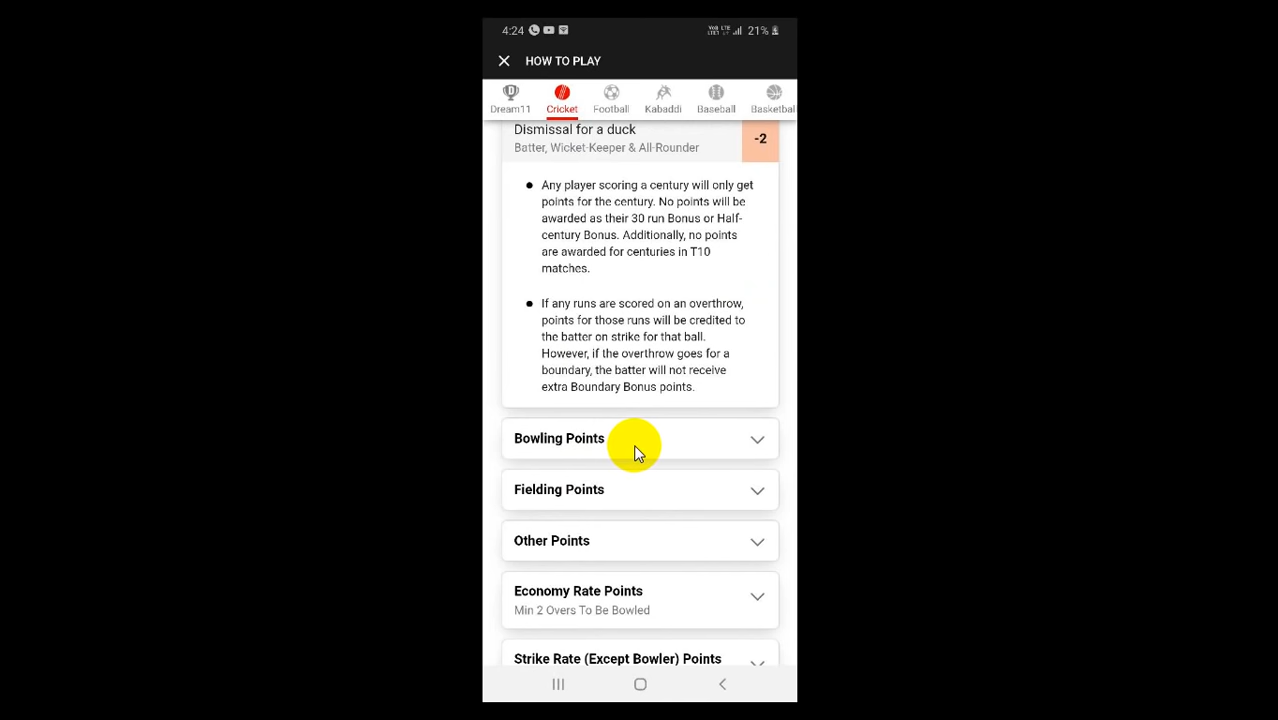 4:24
Vo) LTE 21%
HOW TO PLAY
Dream11 Cricket Football Kabaddi Baseball Basketbal
Dismissal for a duck
Batter, Wicket-Keeper & All-Rounder
-2
Any player scoring a century will only get
points for the century. No points will be
awarded as their 30 run Bonus or Half-
century Bonus. Additionally, no points
are awarded for centuries in T10
matches.
If any runs are scored on an overthrow,
points for those runs will be credited to
the batter on strike for that ball.
However, if the overthrow goes for a
boundary, the batter will not receive
extra Boundary Bonus points.
Bowling Points
Fielding Points
Other Points
Economy Rate Points
Min 2 Overs To Be Bowled
Strike Rate (Except Bowler) Points